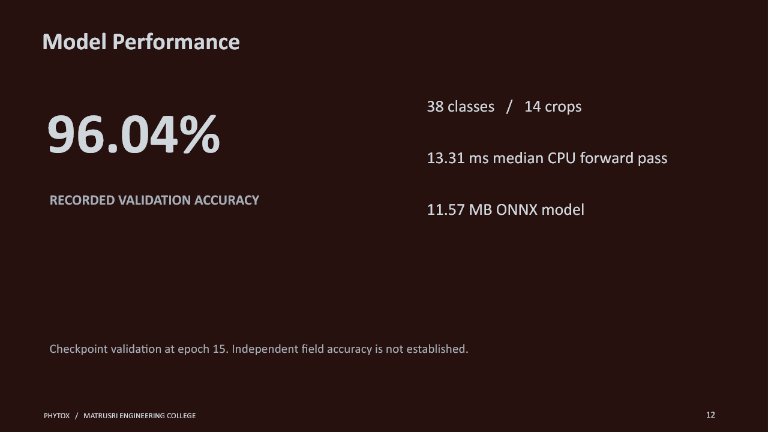 Model Performance
96.04%
RECORDED VALIDATION ACCURACY
38 classes / 14 crops
13.31 ms median CPU forward pass
11.57 MB ONNX model
Checkpoint validation at epoch 15. Independent field accuracy is not established.
PHYTOX / MATRUSRI ENGINEERING COLLEGE
12